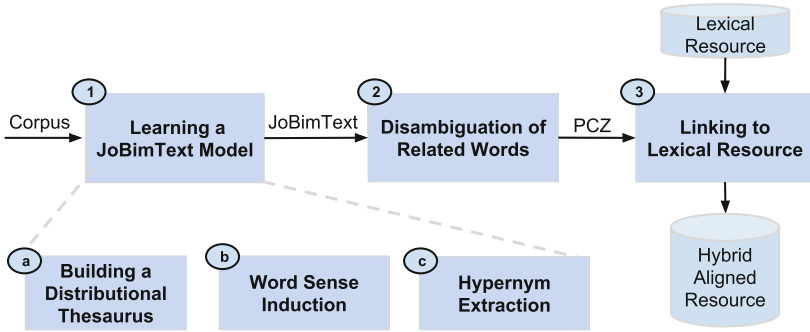 Lexical
Resource
1
2
3
Corpus
Learning a
JoBimText Model
JoBimText
Disambiguation of
Related Words
PCZ
Linking to
Lexical Resource
a
Building a
Distributional
Thesaurus
b
Word Sense
Induction
c
Hypernym
Extraction
Hybrid
Aligned
Resource